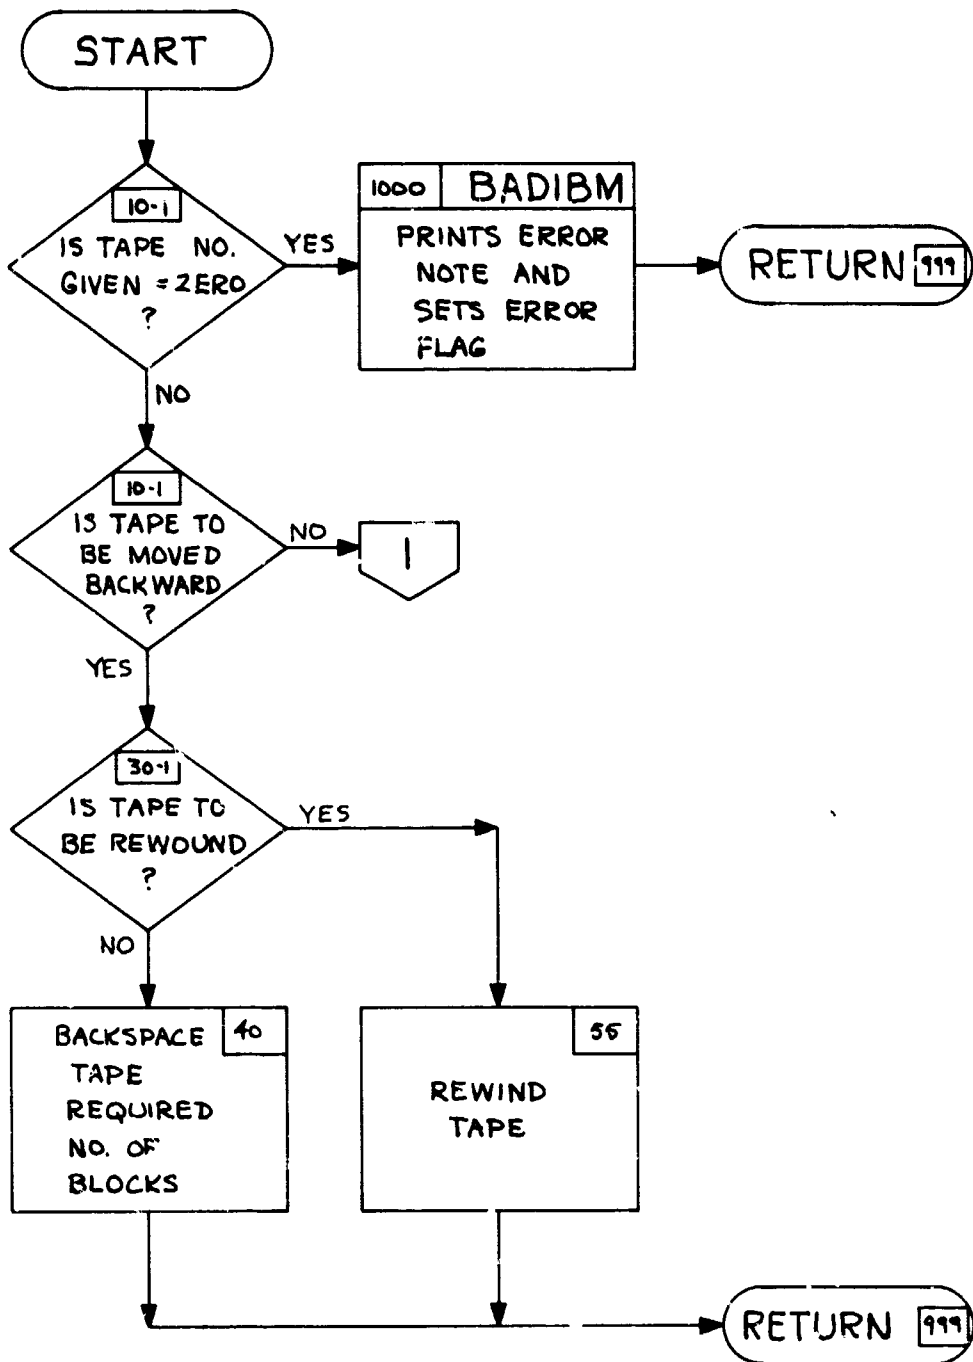 START
10-1
IS TAPE NO.
GIVEN = ZERO
?
YES
1000 BADIBM
PRINTS ERROR
NOTE AND
SETS ERROR
FLAG
RETURN 999
NO
10-1
IS TAPE TO
BE MOVED
BACKWARD
?
NO
1
YES
30-1
IS TAPE TO
BE REWOUND
?
YES
NO
BACKSPACE 40
TAPE
REQUIRED
NO. OF
BLOCKS
55
REWIND
TAPE
RETURN 999